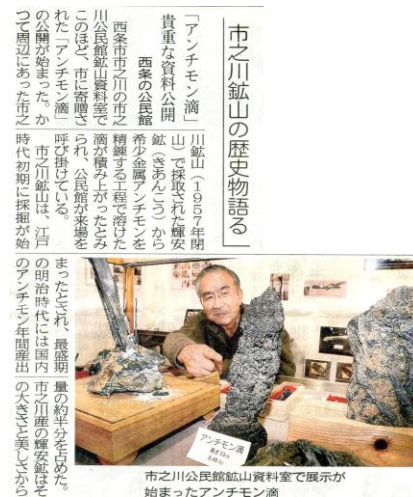 市之川鉱山の歴史物語る
「アンチモン滴」
貴重な資料公開
西条の公民館
西条市市之川の市之
川公民館鉱山資料室で
このほど、市に寄贈さ
れた「アンチモン滴」
の公開が始まった。か
つて周辺にあった市之
川鉱山(1957年閉
山)で採取された輝安
鉱(きあんこう)から
希少金属アンチモンを
精錬する工程で溶けた
滴が積み上がったとみ
られ、公民館が来場を
呼び掛けている。
市之川鉱山は、江戸
時代初期に採掘が始
まったとされ、最盛期
の明治時代には国内
のアンチモン年間産出
量の約半分を占めた。
市之川産の輝安鉱はそ
の大きさと美しさから
アンチモン滴
市之川公民館鉱山資料室で展示が
始まったアンチモン滴